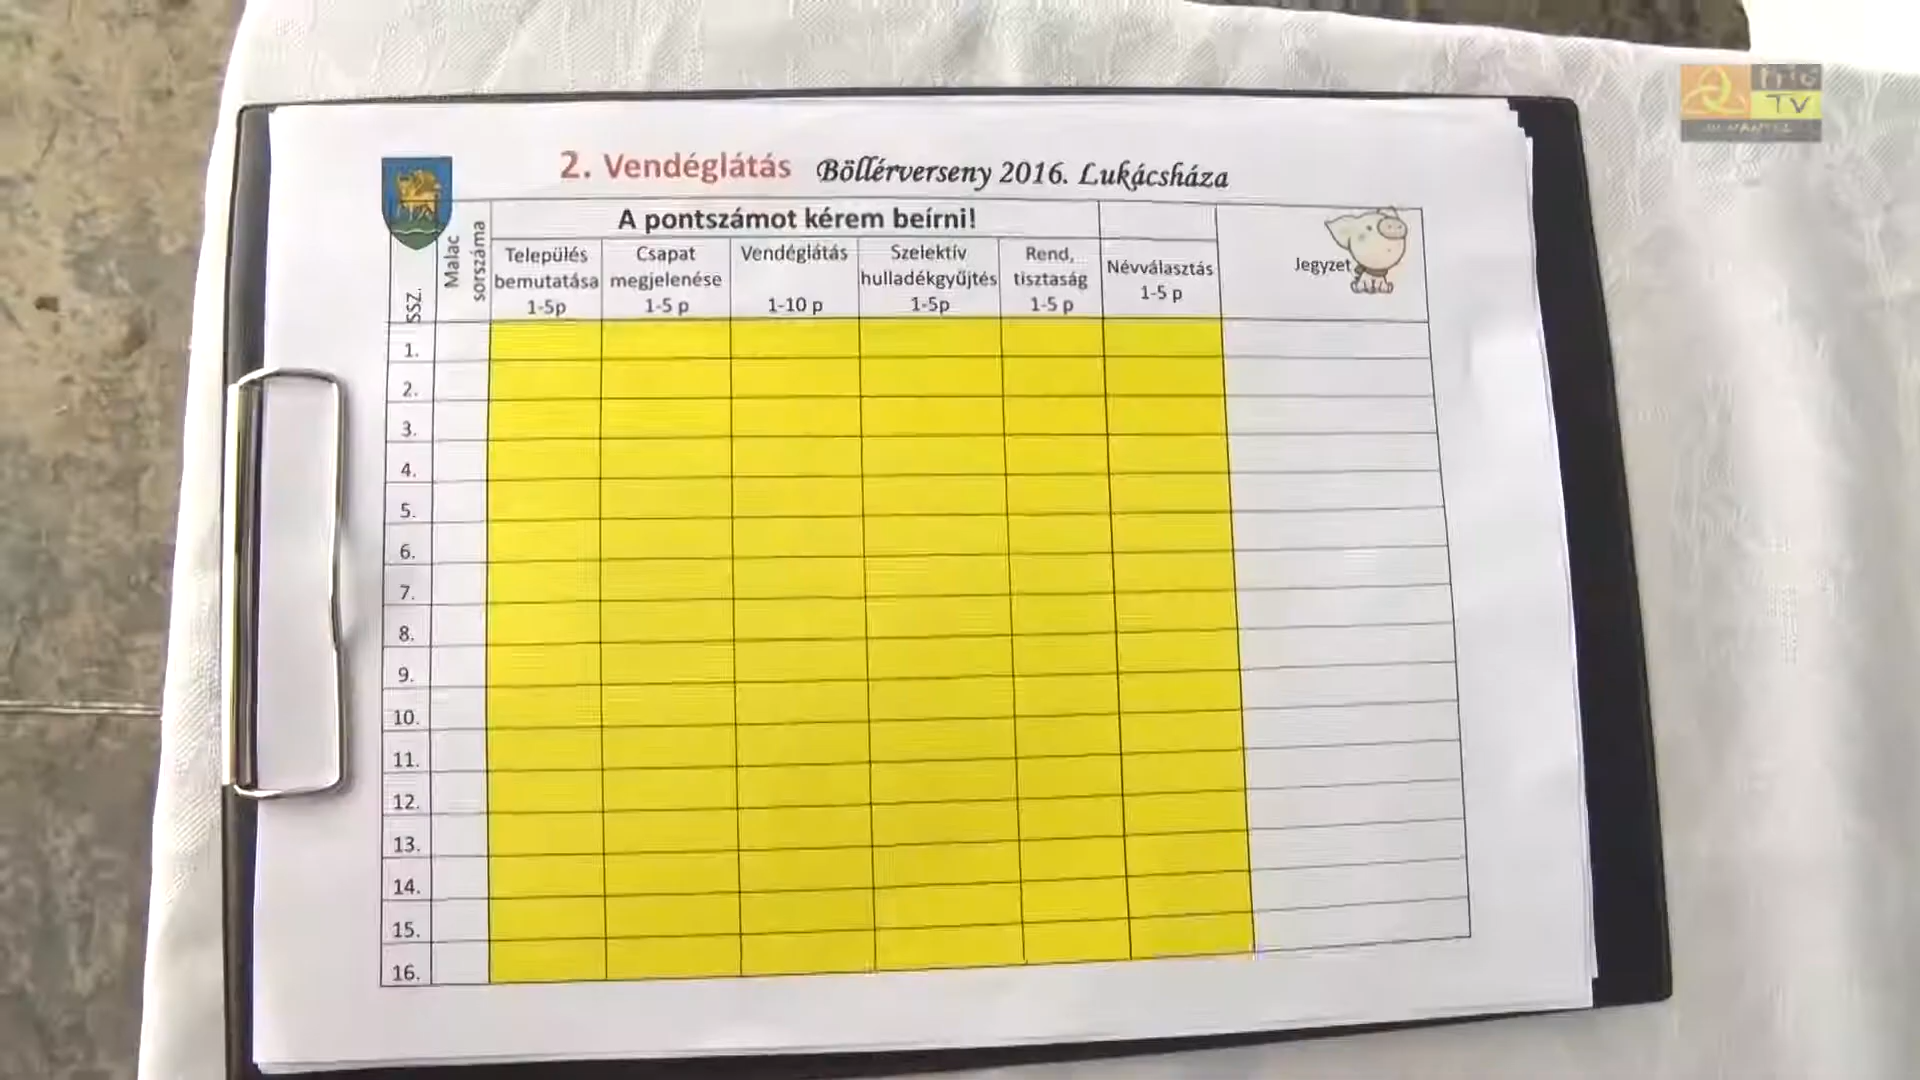 2. Vendéglátás Böllérverseny 2016. Lukácsháza
A pontszámot kérem beírni!
SSZ.
Malac
sorszáma
Település
bemutatása
1-5p
Csapat
megjelenése
1-5 p
Vendéglátás
1-10 p
Szelektív
hulladékgyűjtés
1-5p
Rend,
tisztaság
1-5 p
Névválasztás
1-5 p
Jegyzet
1.
2.
3.
4.
5.
6.
7.
8.
9.
10.
11.
12.
13.
14.
15.
16.
TV